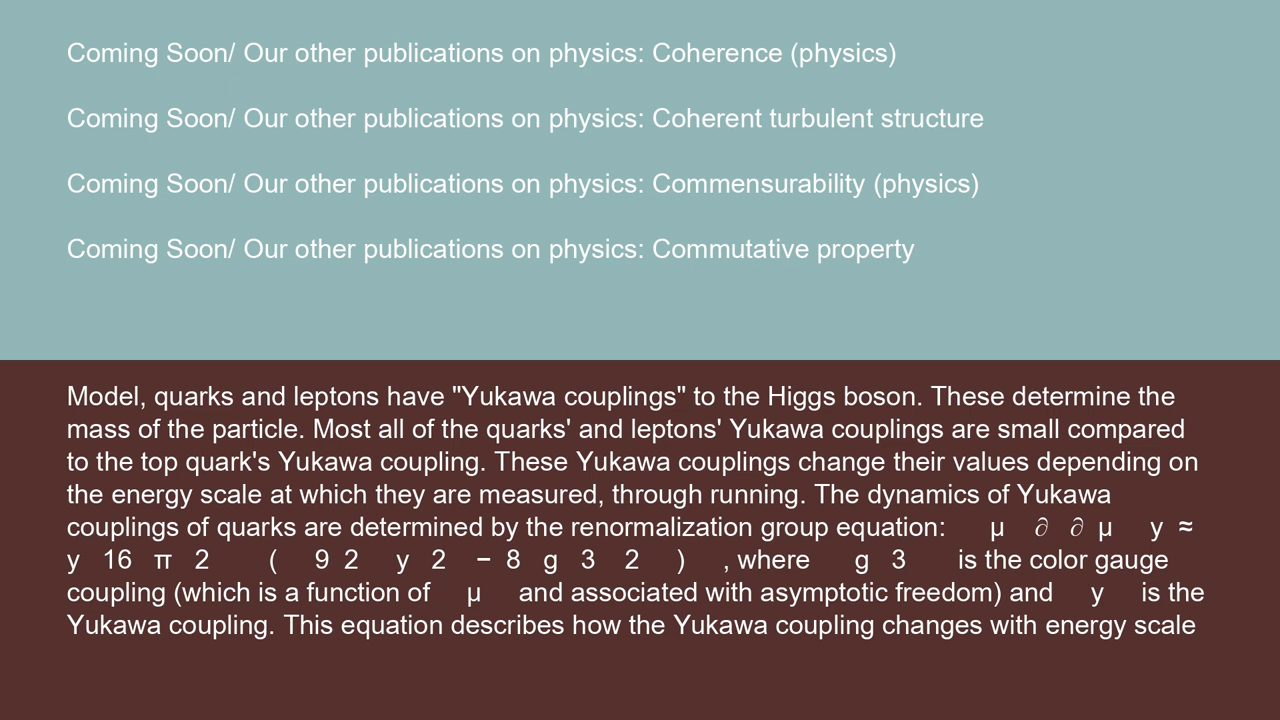 Coming Soon/ Our other publications on physics: Coherence (physics)
Coming Soon/ Our other publications on physics: Coherent turbulent structure
Coming Soon/ Our other publications on physics: Commensurability (physics)
Coming Soon/ Our other publications on physics: Commutative property
Model, quarks and leptons have "Yukawa couplings" to the Higgs boson. These determine the
mass of the particle. Most all of the quarks' and leptons' Yukawa couplings are small compared
to the top quark's Yukawa coupling. These Yukawa couplings change their values depending on
the energy scale at which they are measured, through running. The dynamics of Yukawa
couplings of quarks are determined by the renormalization group equation: μ ∂ ∂ μ y ≈
y 16 π 2 ( 9 2 y 2 − 8 g 3 2 ) , where g 3 is the color gauge
coupling (which is a function of μ and associated with asymptotic freedom) and y is the
Yukawa coupling. This equation describes how the Yukawa coupling changes with energy scale